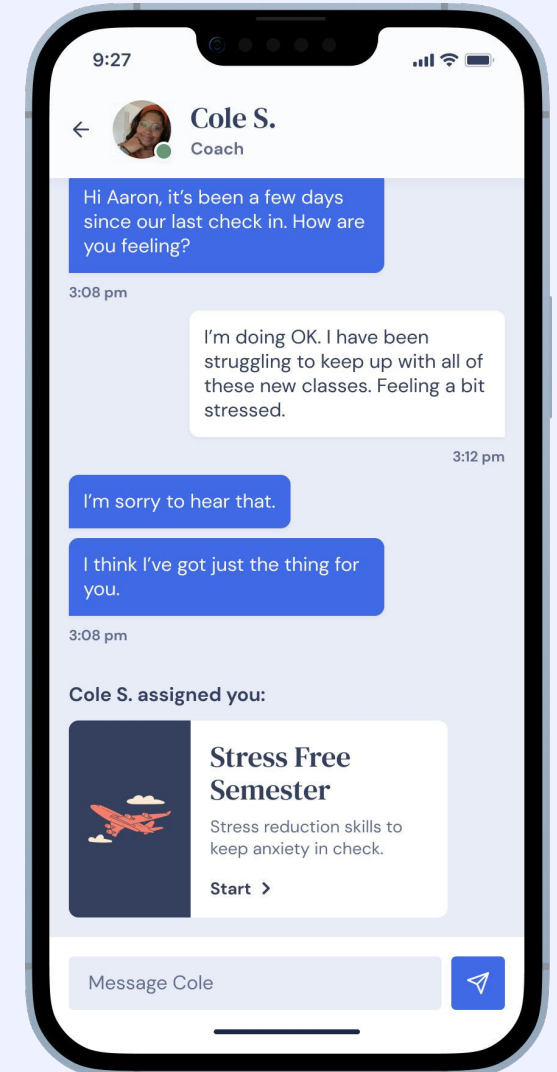 9:27
Cole S.
Coach
Hi Aaron, it's been a few days
since our last check in. How are
you feeling?
3:08 pm
I'm doing OK. I have been
struggling to keep up with all of
these new classes. Feeling a bit
stressed.
3:12 pm
I'm sorry to hear that.
I think I've got just the thing for
you.
3:08 pm
Cole S. assigned you:
Stress Free
Semester
Stress reduction skills to
keep anxiety in check.
Start
Message Cole